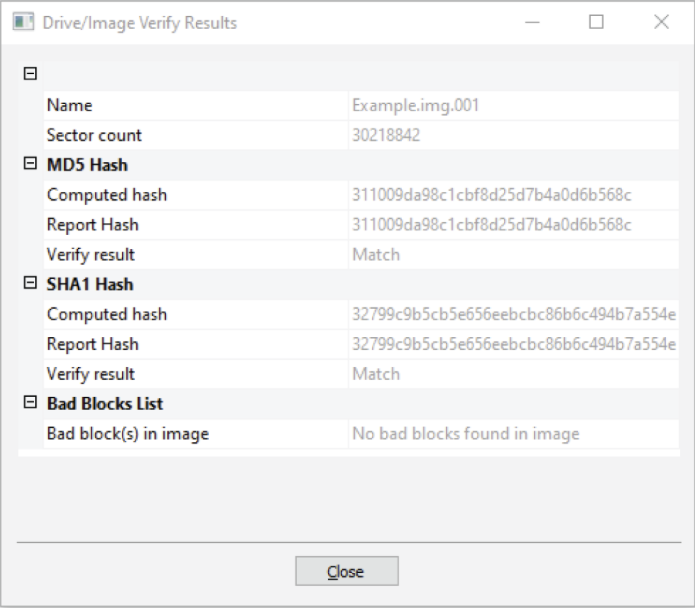 Drive/Image Verify Results
Name Example.img.001
Sector count 30218842
MD5 Hash
Computed hash 311009da98c1cbf8d25d7b4a0d6b568c
Report Hash 311009da98c1cbf8d25d7b4a0d6b568c
Verify result Match
SHA1 Hash
Computed hash 32799c9b5cb5e656eebcbc86b6c494b7a554e
Report Hash 32799c9b5cb5e656eebcbc86b6c494b7a554e
Verify result Match
Bad Blocks List
Bad block(s) in image No bad blocks found in image
Close